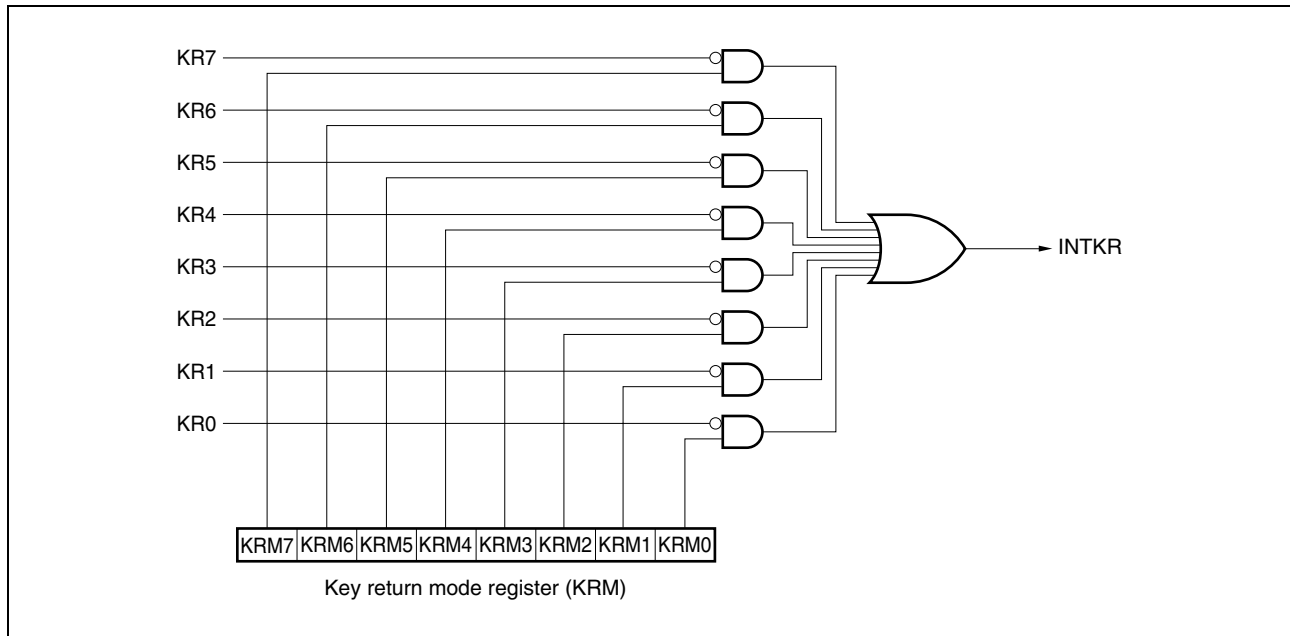 KR7
KR6
KR5
KR4
KR3
KR2
KR1
KR0
INTKR
KRM7 KRM6 KRM5 KRM4 KRM3 KRM2 KRM1 KRM0
Key return mode register (KRM)